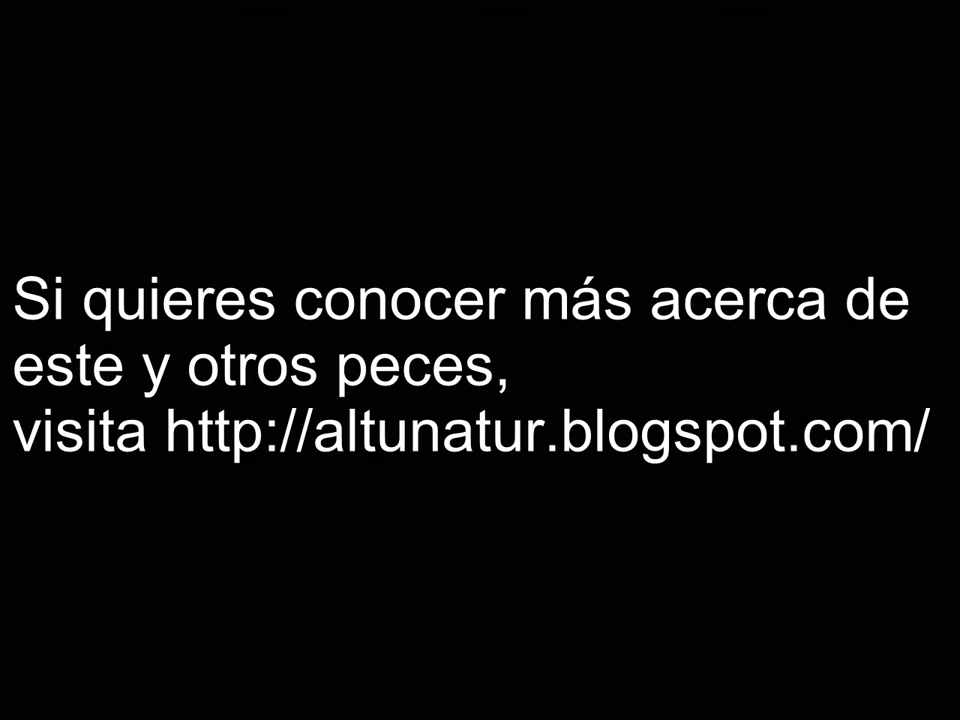 Si quieres conocer más acerca de
este y otros peces,
visita http://altunatur.blogspot.com/